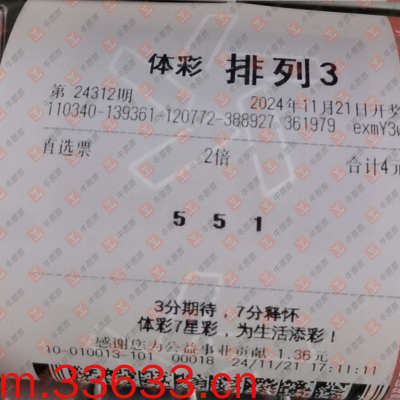 体彩 排列3
第 24312期 2024年11月21日开奖
110340-139361-120772-388927 361979 exmY3w
直选票 2倍 合计4元
5 5 1
3分期待，7分释怀
体彩7星彩，为生活添彩！
感谢您为公益事业贡献 1.36元
10-010013-101 00018 24/11/21 17:11:11
m.33633.cn